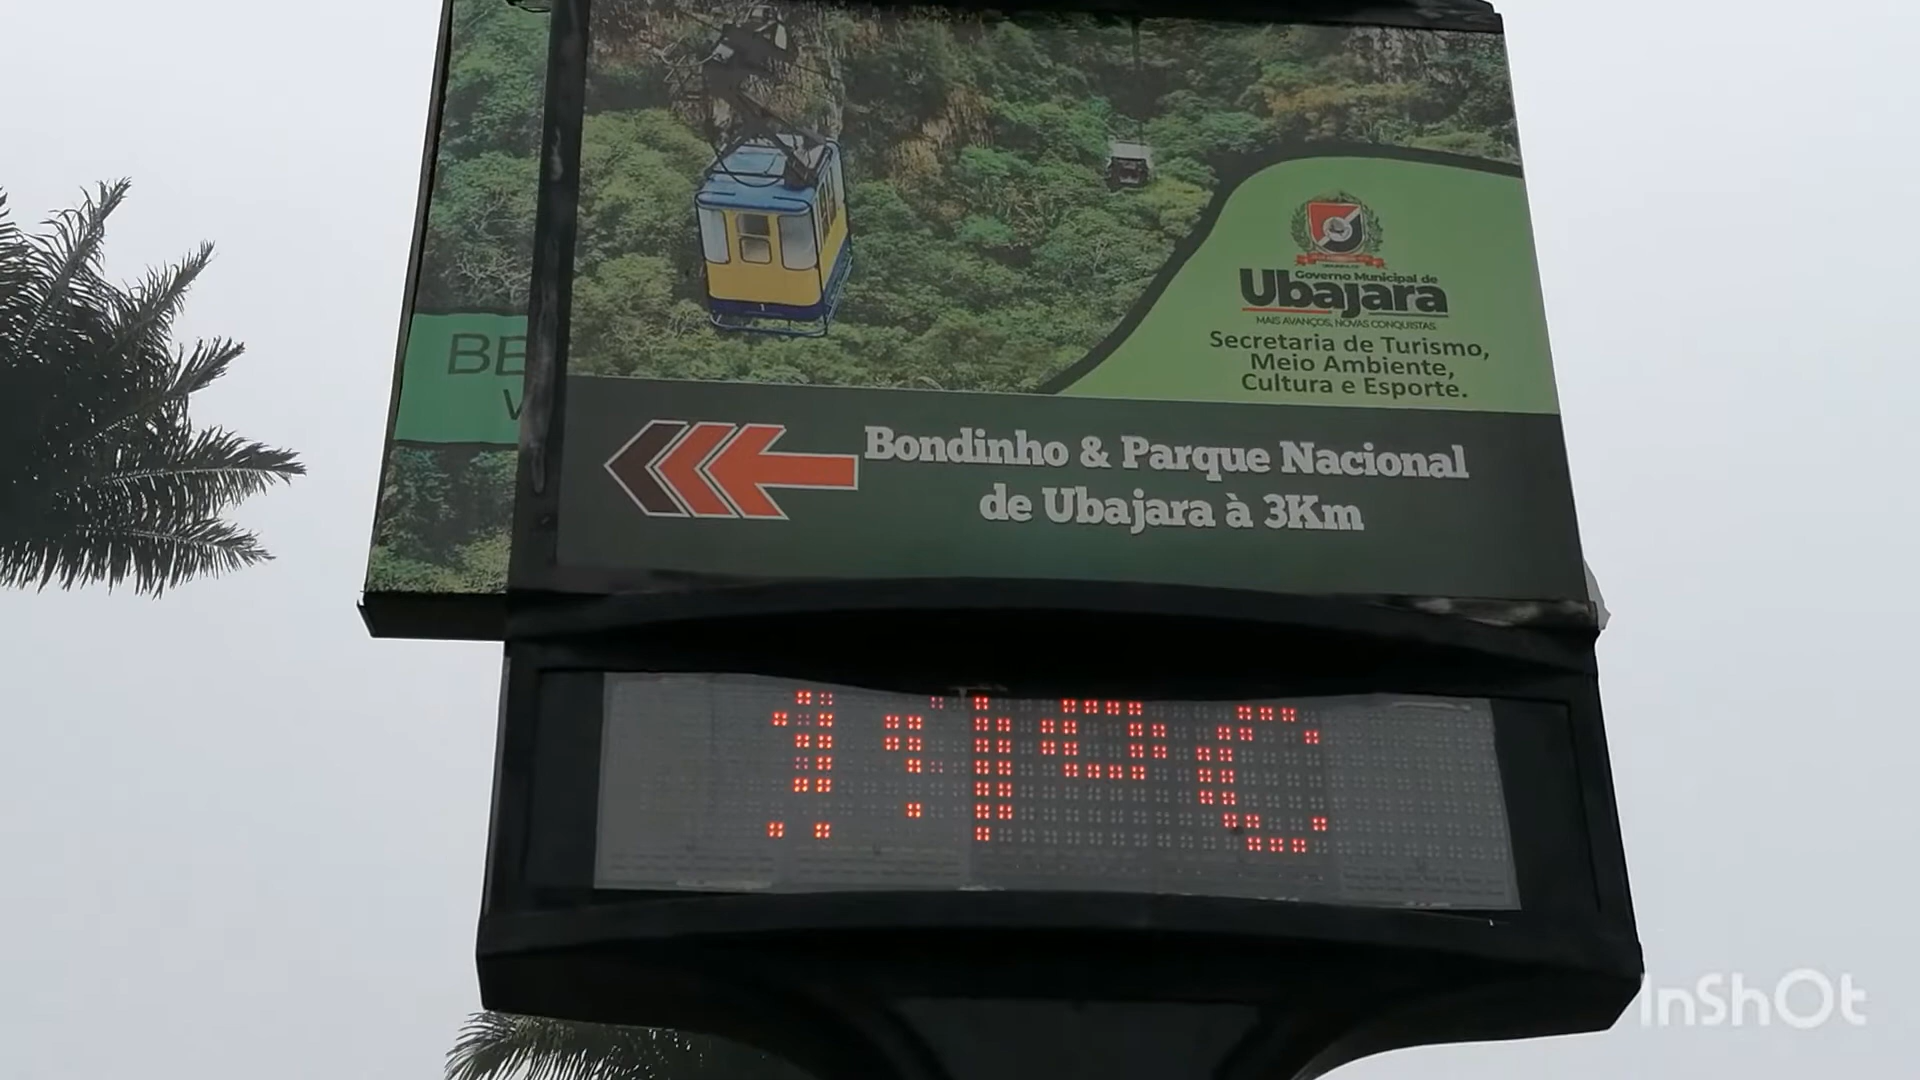 Governo Municipal de
Ubajara
MAIS AVANÇOS, NOVAS CONQUISTAS.
Secretaria de Turismo,
Meio Ambiente,
Cultura e Esporte.
Bondinho & Parque Nacional
de Ubajara à 3Km
InShOt